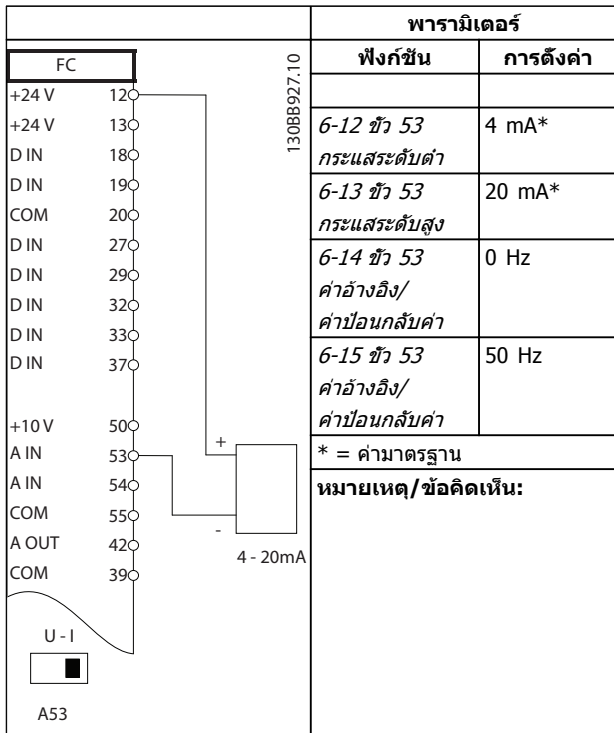 FC
+24 V 12
+24 V 13
D IN 18
D IN 19
COM 20
D IN 27
D IN 29
D IN 32
D IN 33
D IN 37
+10 V 50
A IN 53
A IN 54
COM 55
A OUT 42
COM 39
+
-
4 - 20mA
U - I
A53
130BB927.10
พารามิเตอร์
ฟังก์ชัน การตั้งค่า
6-12 ขั้ว 53 4 mA*
กระแสระดับต่ำ
6-13 ขั้ว 53 20 mA*
กระแสระดับสูง
6-14 ขั้ว 53 0 Hz
ค่าอ้างอิง/
ค่าป้อนกลับค่า
6-15 ขั้ว 53 50 Hz
ค่าอ้างอิง/
ค่าป้อนกลับค่า
* = ค่ามาตรฐาน
หมายเหตุ/ข้อคิดเห็น: